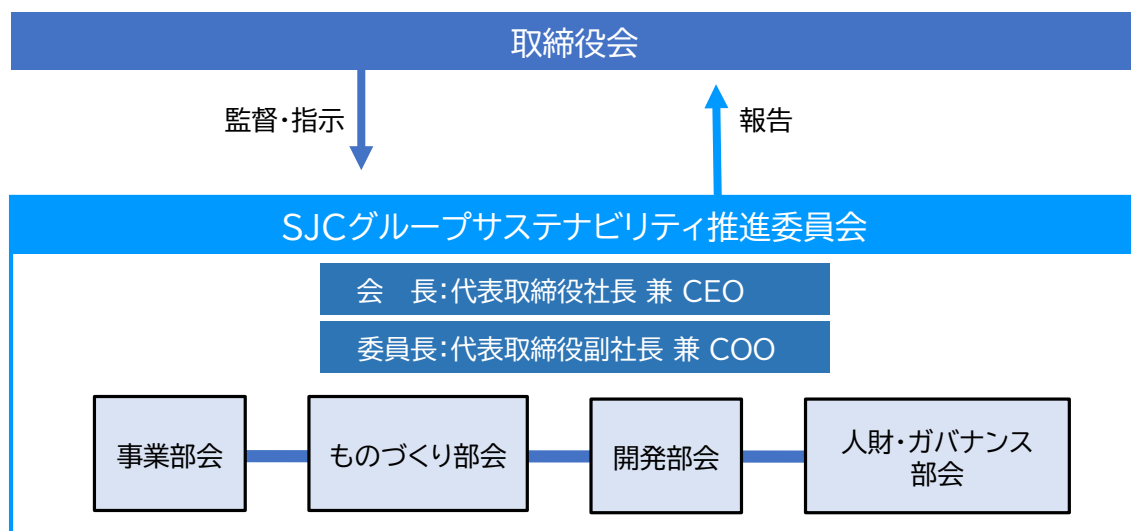 取締役会
監督・指示
報告
SJCグループサステナビリティ推進委員会
会　長:代表取締役社長 兼 CEO
委員長:代表取締役副社長 兼 COO
事業部会
ものづくり部会
開発部会
人財・ガバナンス
部会